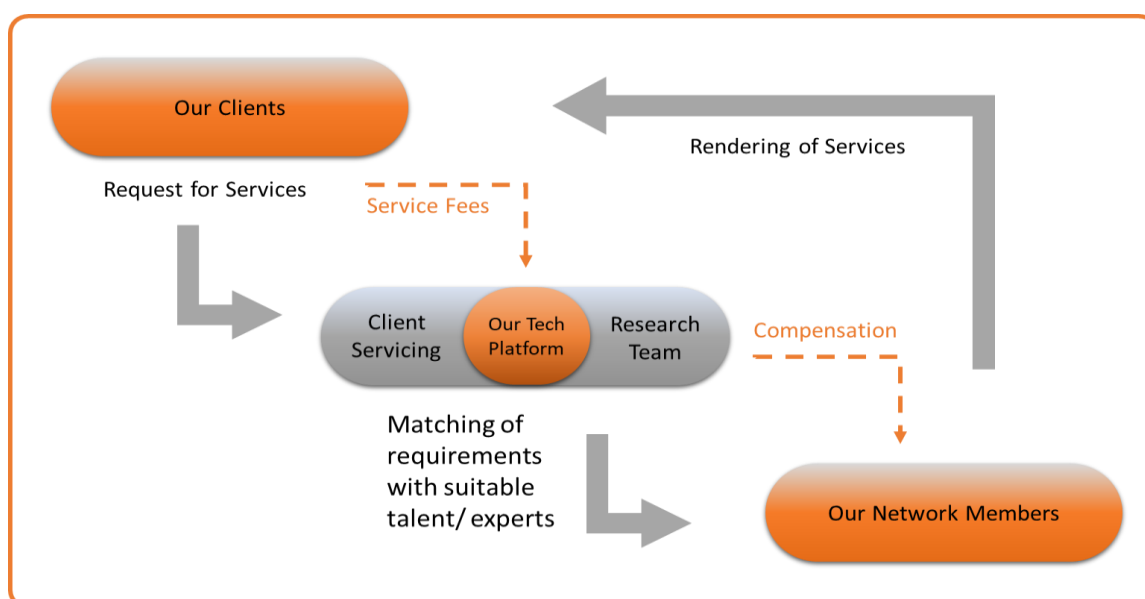 Our Clients
Rendering of Services
Request for Services
Service Fees
Client
Servicing
Our Tech
Platform
Research
Team
Compensation
Matching of
requirements
with suitable
talent/ experts
Our Network Members